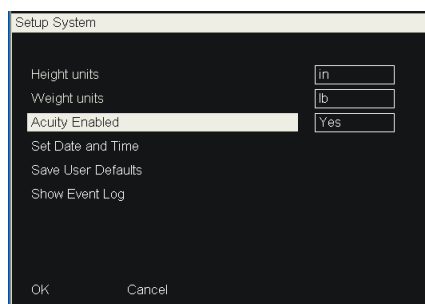 Setup System
Height units in
Weight units lb
Acuity Enabled Yes
Set Date and Time
Save User Defaults
Show Event Log
OK Cancel